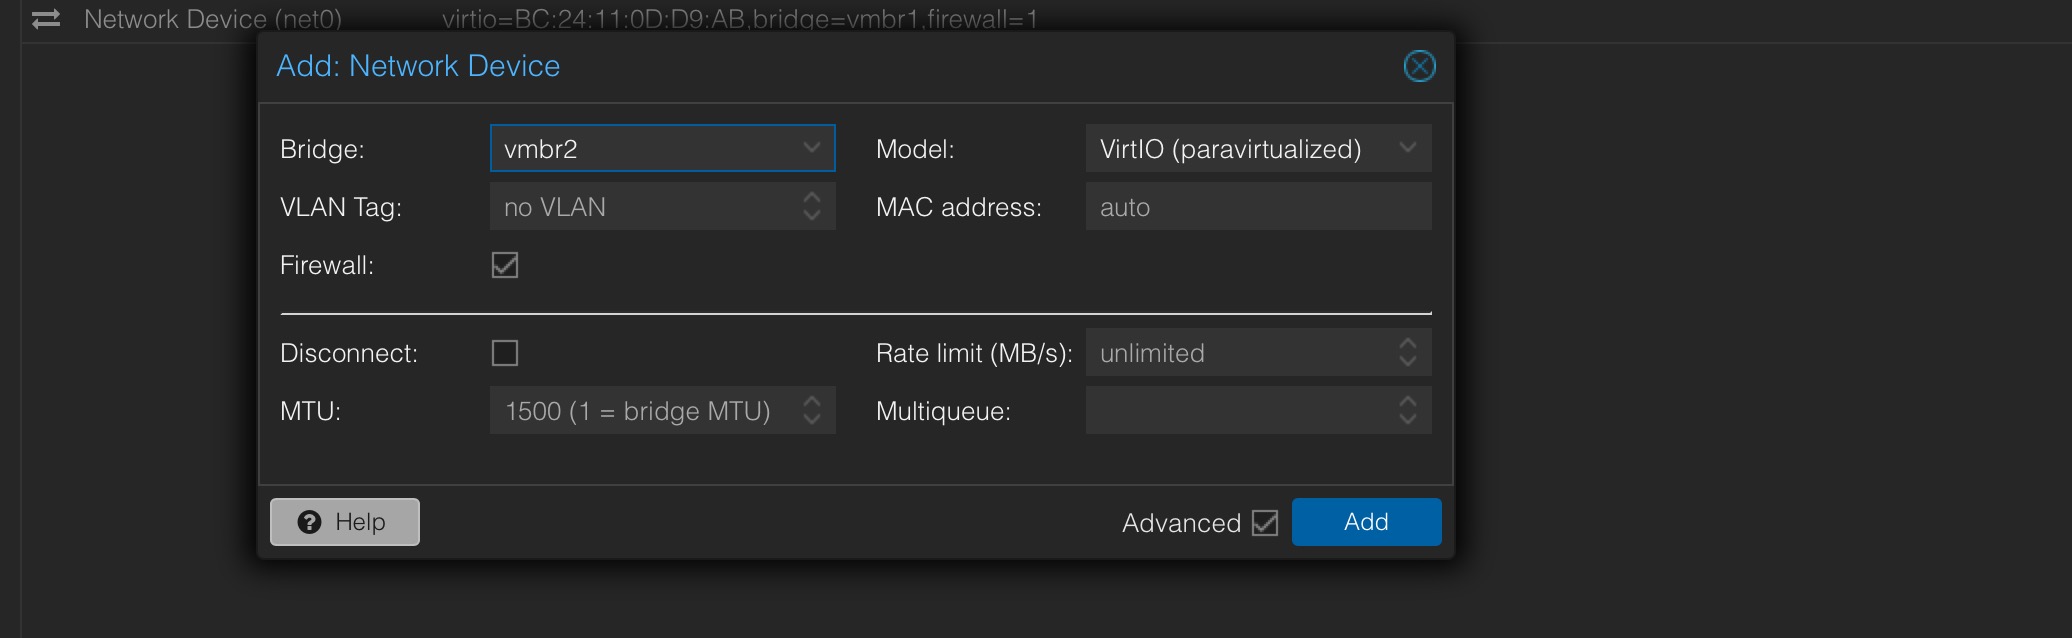 Network Device (net0) virtio=BC:24:11:0D:D9:AB,bridge=vmbr1,firewall=1
Add: Network Device
Bridge: vmbr2 Model: VirtIO (paravirtualized)
VLAN Tag: no VLAN MAC address: auto
Firewall:
Disconnect: Rate limit (MB/s): unlimited
MTU: 1500 (1 = bridge MTU) Multiqueue:
Help Advanced Add